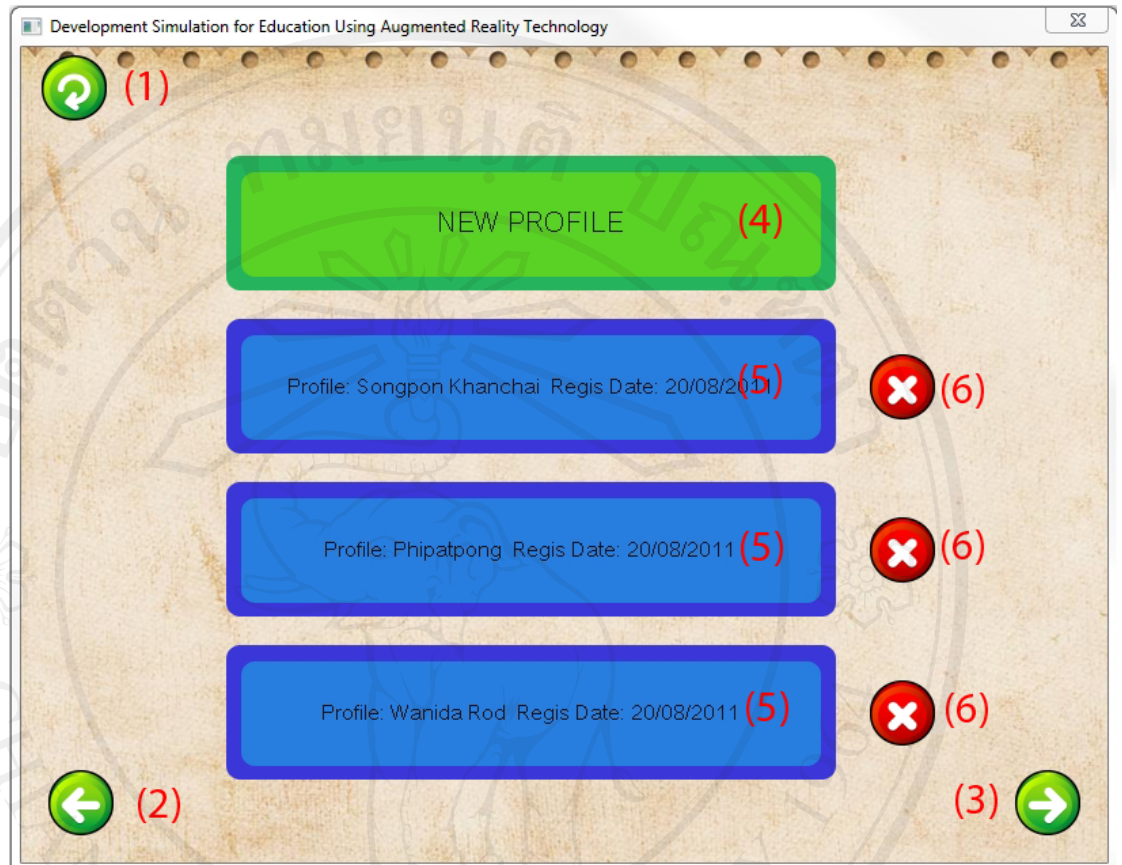 Development Simulation for Education Using Augmented Reality Technology
(1)
NEW PROFILE (4)
Profile: Songpon Khanchai Regis Date: 20/08/2011 (5)
(6)
Profile: Phipatpong Regis Date: 20/08/2011 (5)
(6)
Profile: Wanida Rod Regis Date: 20/08/2011 (5)
(6)
(2)
(3)